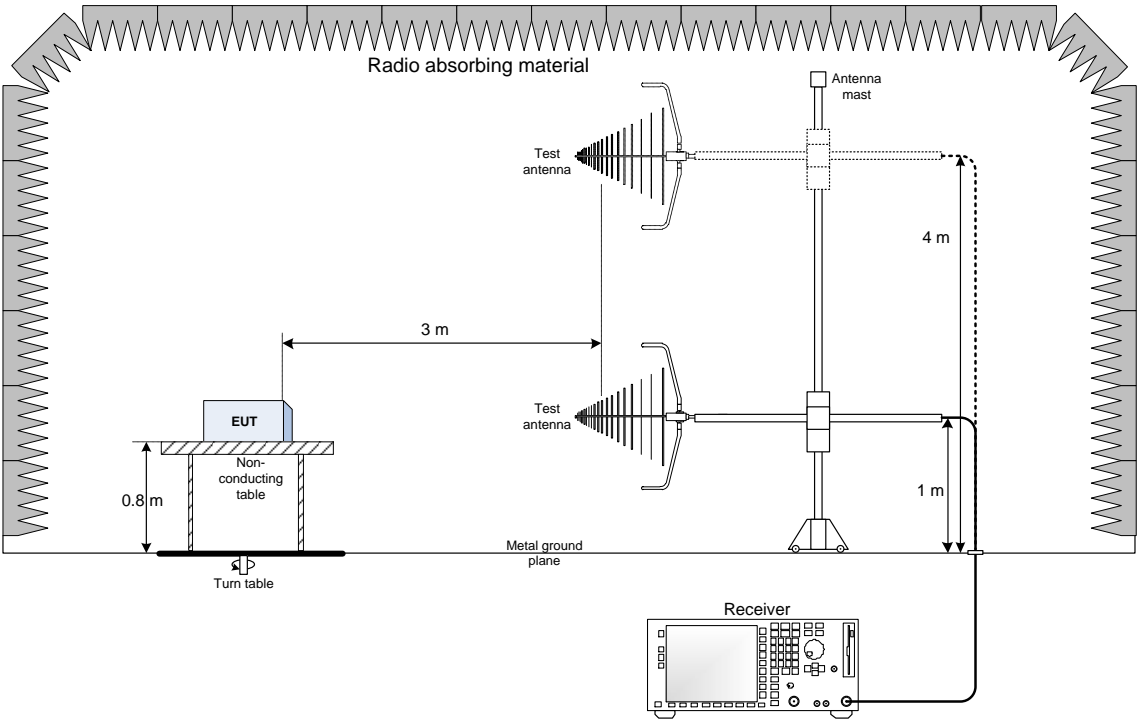 Radio absorbing material
Antenna
mast
Test
antenna
4 m
3 m
EUT
Test
antenna
Non-
conducting
table
0.8 m
1 m
Metal ground
plane
Turn table
Receiver